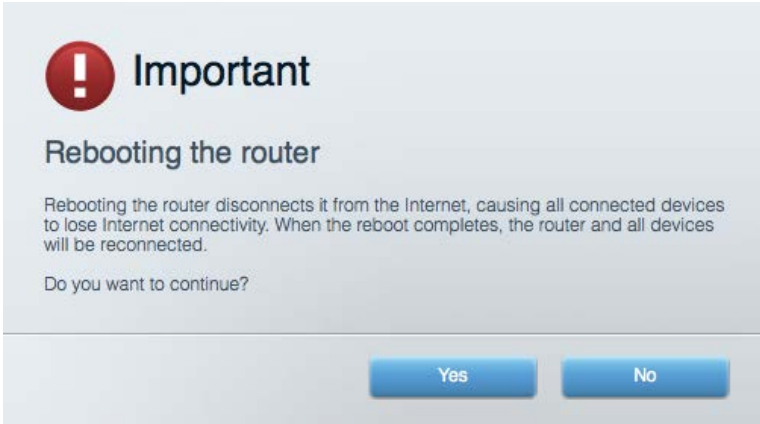 Important
Rebooting the router
Rebooting the router disconnects it from the Internet, causing all connected devices
to lose Internet connectivity. When the reboot completes, the router and all devices
will be reconnected.
Do you want to continue?
Yes
No